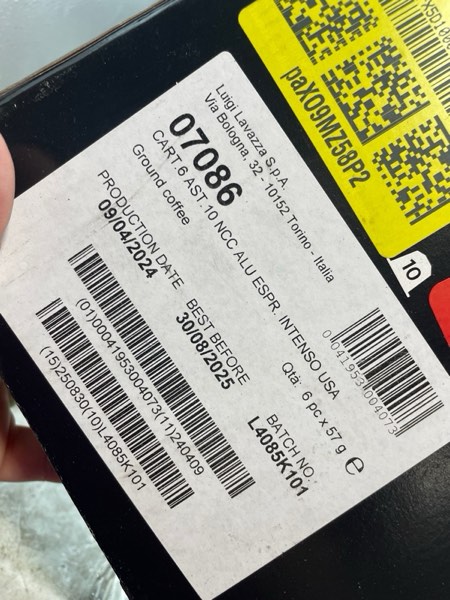 paXO9MZ58P2
10
Luigi Lavazza S.p.A.
Via Bologna, 32 - 10152 Torino - Italia
07086
CART.6 AST. 10 NCC ALU ESPR. INTENSO USA
Ground coffee
Qtà: 6 pc x 57 g e
00041953004073
PRODUCTION DATE
09/04/2024
BEST BEFORE
30/08/2025
BATCH NO.
L4085K101
(01)00041953004073(11)240409
(15)250830(10)L4085K101